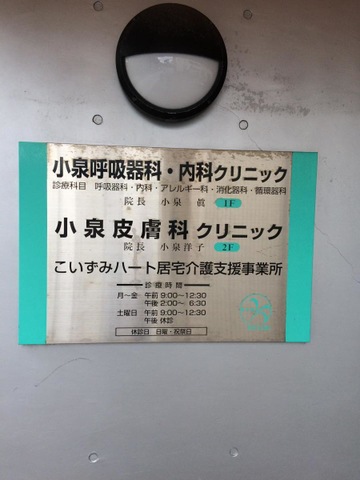 小泉呼吸器科・内科クリニック
診療科目 呼吸器科・内科・アレルギー科・消化器科・循環器科
院長 小泉 眞 1F
小泉皮膚科クリニック
院長 小泉洋子 2F
こいずみハート居宅介護支援事業所
診療時間
月~金 午前 9:00~12:30
午後 2:00~6:30
土曜日 午前 9:00~12:30
午後 休診
休診日 日曜・祝祭日